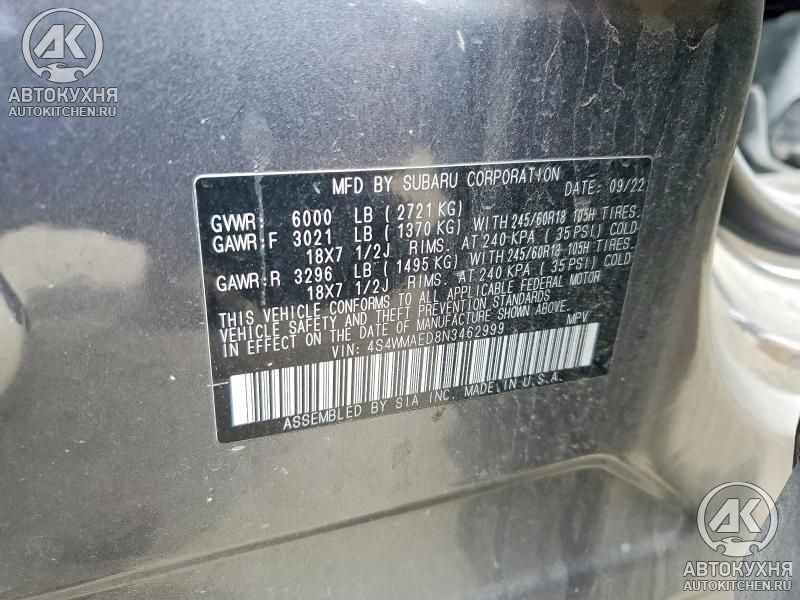 АК
АВТОКУХНЯ
AUTOKITCHEN.RU
MFD BY SUBARU CORPORATION DATE: 09/22
GVWR: 6000 LB ( 2721 KG)
GAWR:F 3021 LB ( 1370 KG) WITH 245/60R18 105H TIRES.
18X7 1/2J RIMS. AT 240 KPA ( 35 PSI) COLD
GAWR:R 3296 LB ( 1495 KG) WITH 245/60R18 105H TIRES.
18X7 1/2J RIMS. AT 240 KPA ( 35 PSI) COLD
THIS VEHICLE CONFORMS TO ALL APPLICABLE FEDERAL MOTOR
VEHICLE SAFETY AND THEFT PREVENTION STANDARDS
IN EFFECT ON THE DATE OF MANUFACTURE SHOWN ABOVE.
VIN: 4S4WMAED8N3462999 MPV
ASSEMBLED BY SIA INC. MADE IN U.S.A.
АК
АВТОКУХНЯ
AUTOKITCHEN.RU